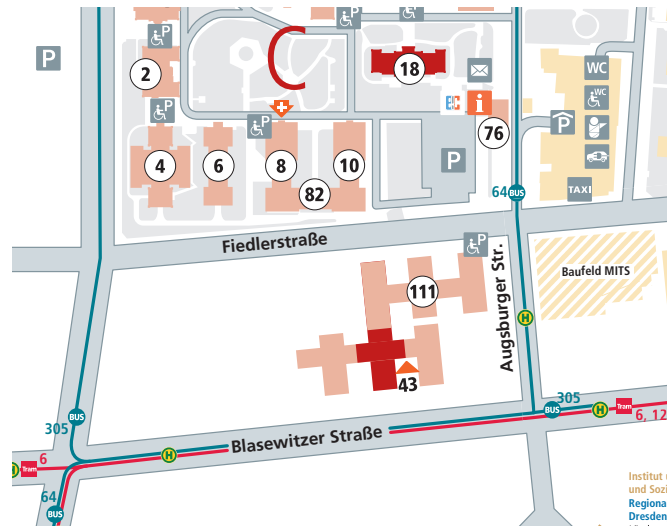 P
P
2
P
C
18
P
WC
WC
i
76
P
P
P
4
6
8
10
82
TAXI
64
BUS
Fiedlerstraße
P
Augsburger Str.
Baufeld MITS
111
H
43
305
BUS
H
Tram
6, 12
BUS
305
Blasewitzer Straße
H
H
Tram
6
64
BUS
Institut
und Sozi
Regiona
Dresden